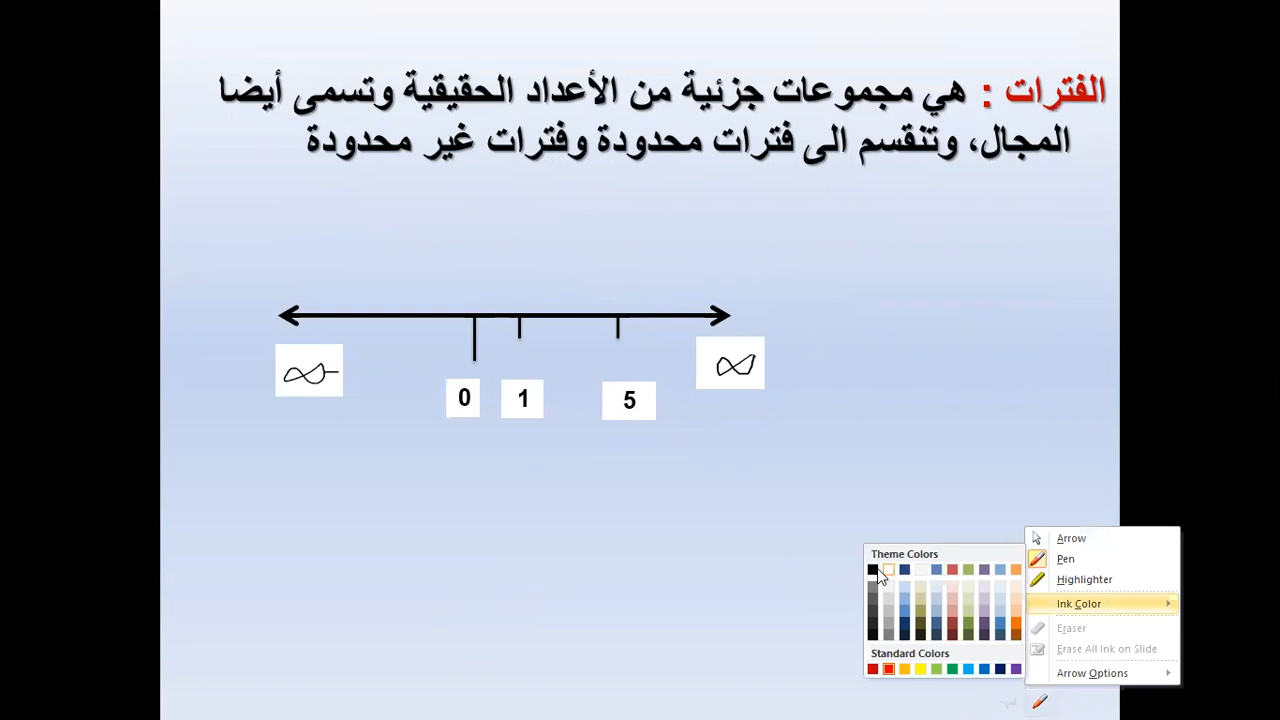 الفترات : هي مجموعات جزئية من الأعداد الحقيقية وتسمى أيضا
المجال، وتنقسم الى فترات محدودة وفترات غير محدودة
∞-
∞
0
1
5
Arrow
Pen
Highlighter
Ink Color
Eraser
Erase All Ink on Slide
Arrow Options
Theme Colors
Standard Colors